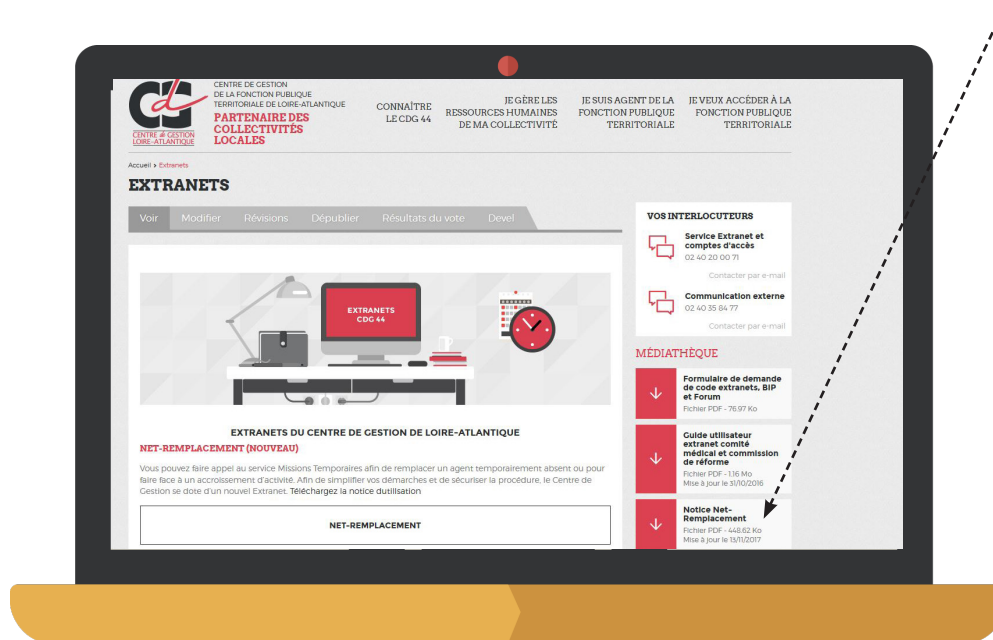 CENTRE DE GESTION
DE LA FONCTION PUBLIQUE
TERRITORIALE DE LOIRE-ATLANTIQUE
PARTENAIRE DES
COLLECTIVITÉS
LOCALES
CENTRE de GESTION
LOIRE-ATLANTIQUE
CONNAÎTRE
LE CDG 44
JE GÈRE LES
RESSOURCES HUMAINES
DE MA COLLECTIVITÉ
JE SUIS AGENT DE LA
FONCTION PUBLIQUE
TERRITORIALE
JE VEUX ACCÉDER À LA
FONCTION PUBLIQUE
TERRITORIALE
Accueil › Extranets
EXTRANETS
Voir Modifier Révisions Dépublier Résultats du vote Devel
EXTRANETS
CDG 44
EXTRANETS DU CENTRE DE GESTION DE LOIRE-ATLANTIQUE
NET-REMPLACEMENT (NOUVEAU)
Vous pouvez faire appel au service Missions Temporaires afin de remplacer un agent temporairement absent ou pour
faire face à un accroissement d'activité. Afin de simplifier vos démarches et de sécuriser la procédure, le Centre de
Gestion se dote d'un nouvel Extranet. Téléchargez la notice dutilisation
NET-REMPLACEMENT
VOS INTERLOCUTEURS
Service Extranet et
comptes d'accès
02 40 20 00 71
Contacter par e-mail
Communication externe
02 40 35 84 77
Contacter par e-mail
MÉDIATHÈQUE
Formulaire de demande
de code extranets, BIP
et Forum
Fichier PDF - 76.97 Ko
Guide utilisateur
extranet comité
médical et commission
de réforme
Fichier PDF - 1.16 Mo
Mise à jour le 31/10/2016
Notice Net-
Remplacement
Fichier PDF - 448.62 Ko
Mise à jour le 13/11/2017